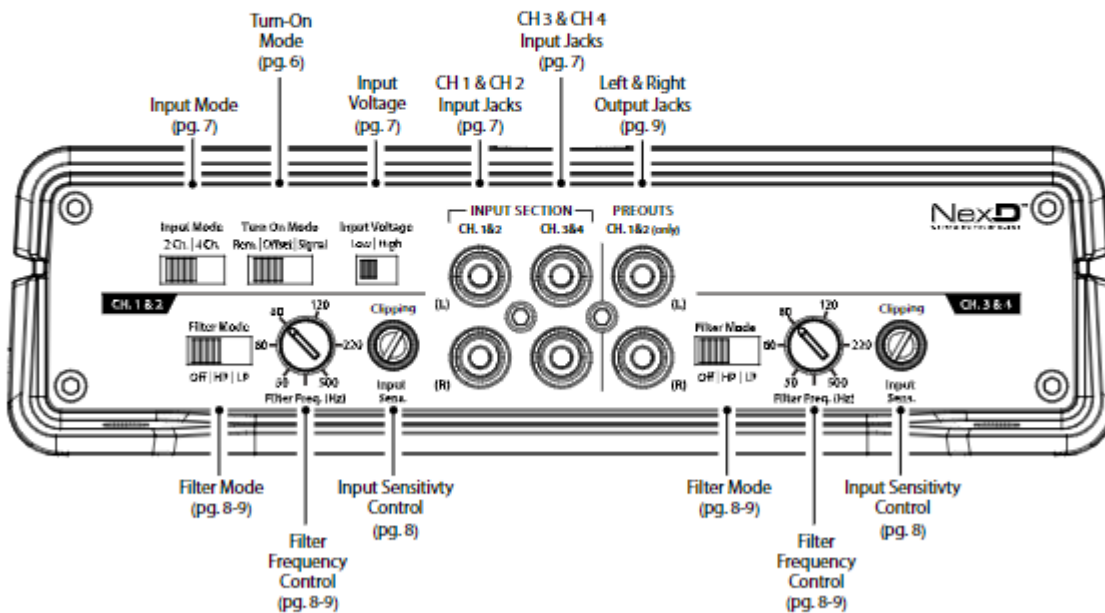 Turn-On
Mode
(pg. 6)
CH 3 & CH 4
Input Jacks
(pg. 7)
Input Mode
(pg. 7)
Input
Voltage
(pg. 7)
CH 1 & CH 2
Input Jacks
(pg. 7)
Left & Right
Output Jacks
(pg. 9)
Input Mode
2 Ch. | 4 Ch.
Turn On Mode
Rem. | Offset | Signal
Input Voltage
Low | High
INPUT SECTION
CH. 1&2
CH. 3&4
PREOUTS
CH. 1&2 (only)
NexD™
(L)
(L)
(R)
(R)
CH. 1 & 2
Filter Mode
Off | HP | LP
80
120
60
220
50
500
Filter Freq. (Hz)
Clipping
Input
Sens.
CH. 3 & 4
Filter Mode
Off | HP | LP
80
120
60
220
50
500
Filter Freq. (Hz)
Clipping
Input
Sens.
Filter Mode
(pg. 8-9)
Filter
Frequency
Control
(pg. 8-9)
Input Sensitivty
Control
(pg. 8)
Filter Mode
(pg. 8-9)
Filter
Frequency
Control
(pg. 8-9)
Input Sensitivty
Control
(pg. 8)